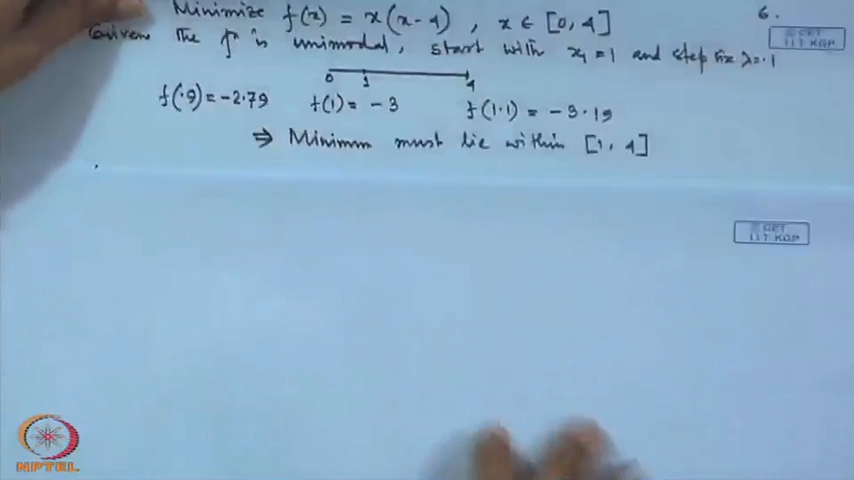 6.
Minimize f(x) = x(x-4) , x ∈ [0, 4]
© CET
I.I.T. KGP
Given the fn is unimodal, start with x₁ = 1 and step size λ = .1
0 1 4
f(.9) = -2.79 f(1) = -3 f(1.1) = -3.19
⇒ Minimum must lie within [1, 4]
© CET
I.I.T. KGP
NPTEL